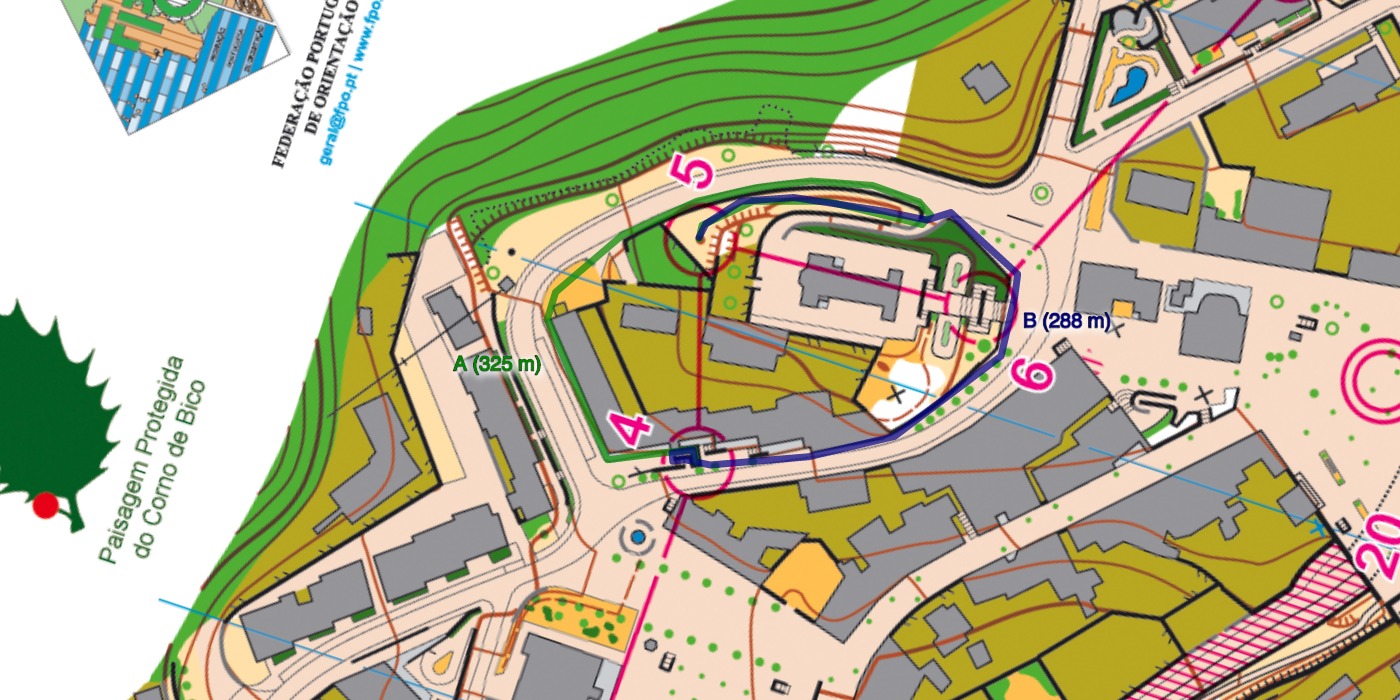 FEDERAÇÃO PORTUG
DE ORIENTAÇÃO
geral@fpo.pt | www.fpo.
5
A (325 m)
B (288 m)
4
6
20
Paisagem Protegida
do Corno de Bico